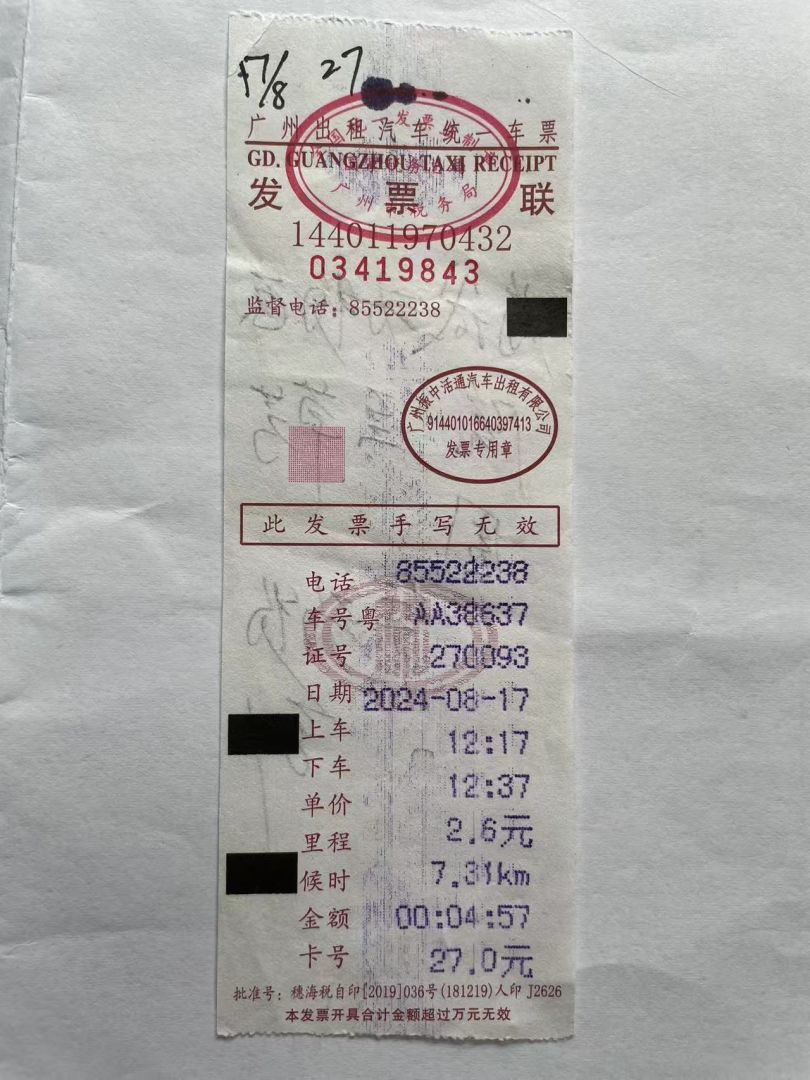 17/8 27
广州出租汽车统一车票
GD. GUANGZHOU TAXI RECEIPT
发票联
144011970432
03419843
监督电话：85522238
广州振中活通汽车出租有限公司
914401016640397413
发票专用章
此发票手写无效
电话 85522238
车号粤 AA38637
证号 270093
日期 2024-08-17
上车 12:17
下车 12:37
单价 2.6元
里程 7.31km
候时 00:04:57
金额 27.0元
卡号
批准号：穗海税自印[2019]036号(181219)人印 J2626
本发票开具合计金额超过万元无效